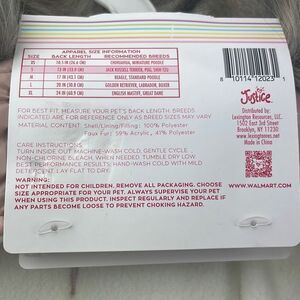 APPAREL SIZE INFORMATION
SIZE BACK LENGTH RECOMMENDED BREEDS
XS 10.5 IN (26.6 CM) CHIHUAHUA, MINIATURE POODLE
S 13 IN (33.0 CM) JACK RUSSELL TERRIER, PUG, SHIH TZU
M 17 IN (43.1 CM) BEAGLE, STANDARD POODLE
L 20 IN (50.8 CM) GOLDEN RETRIEVER, LABRADOR, BOXER
XL 24 IN (60.9 CM) ENGLISH MASTIFF, GREAT DANE
FOR BEST FIT, MEASURE YOUR PET'S BACK LENGTH. BREEDS
INDICATED ARE FOR REFERENCE ONLY AS BREED SIZES MAY VARY
MATERIAL CONTENT: Shell/Lining/Filling: 100% Polyester
Faux Fur: 59% Acrylic, 41% Polyester
CARE INSTRUCTIONS
TURN INSIDE OUT MACHINE-WASH COLD, GENTLE CYCLE
NON-CHLORINE BLEACH. WHEN NEEDED. TUMBLE DRY LOW
BEST PERFORMANCE RESULTS: HAND-WASH COLD WITH MILD
DETERGENT, LAY FLAT TO DRY.
WARNING:
NOT INTENDED FOR CHILDREN. REMOVE ALL PACKAGING. CHOOSE
SIZE APPROPRIATE FOR YOUR PET. ALWAYS SUPERVISE YOUR PET
WHEN USING THIS PRODUCT. INSPECT REGULARLY AND REPLACE IF
ANY PARTS BECOME LOOSE TO PREVENT CHOKING HAZARD.
8 10114 12023
Justice
Distributed by:
Lexington Resources, LLC.
1502 East 3rd Street
Brooklyn, NY 11230
Made in China
WWW.WALMART.COM